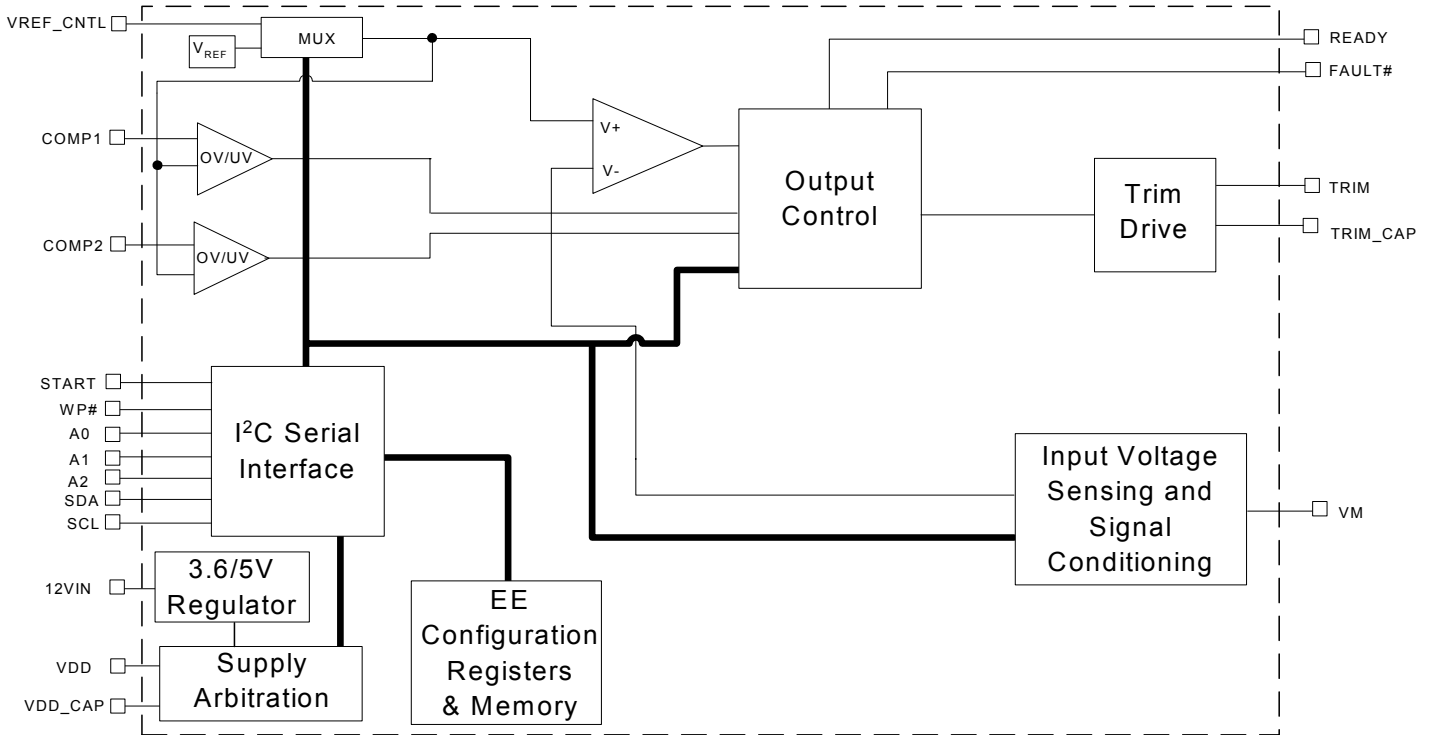 VREF_CNTL
VREF
MUX
READY
FAULT#
COMP1
OV/UV
V+
V-
Output
Control
Trim
Drive
TRIM
TRIM_CAP
COMP2
OV/UV
START
WP#
A0
A1
A2
SDA
SCL
I²C Serial
Interface
Input Voltage
Sensing and
Signal
Conditioning
VM
12VIN
3.6/5V
Regulator
EE
Configuration
Registers
& Memory
VDD
VDD_CAP
Supply
Arbitration